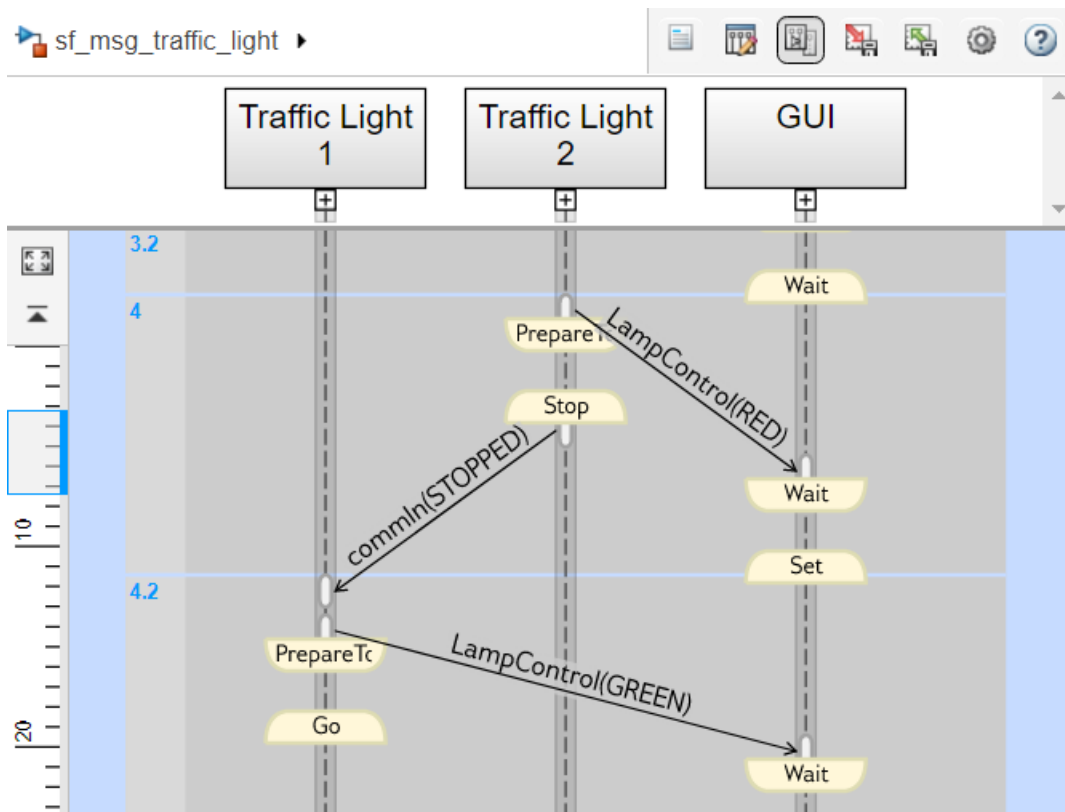 sf_msg_traffic_light
Traffic Light
1
Traffic Light
2
GUI
3.2
Wait
4
LampControl(RED)
Stop
commIn(STOPPED)
Wait
10
Set
4.2
LampControl(GREEN)
Go
20
Wait